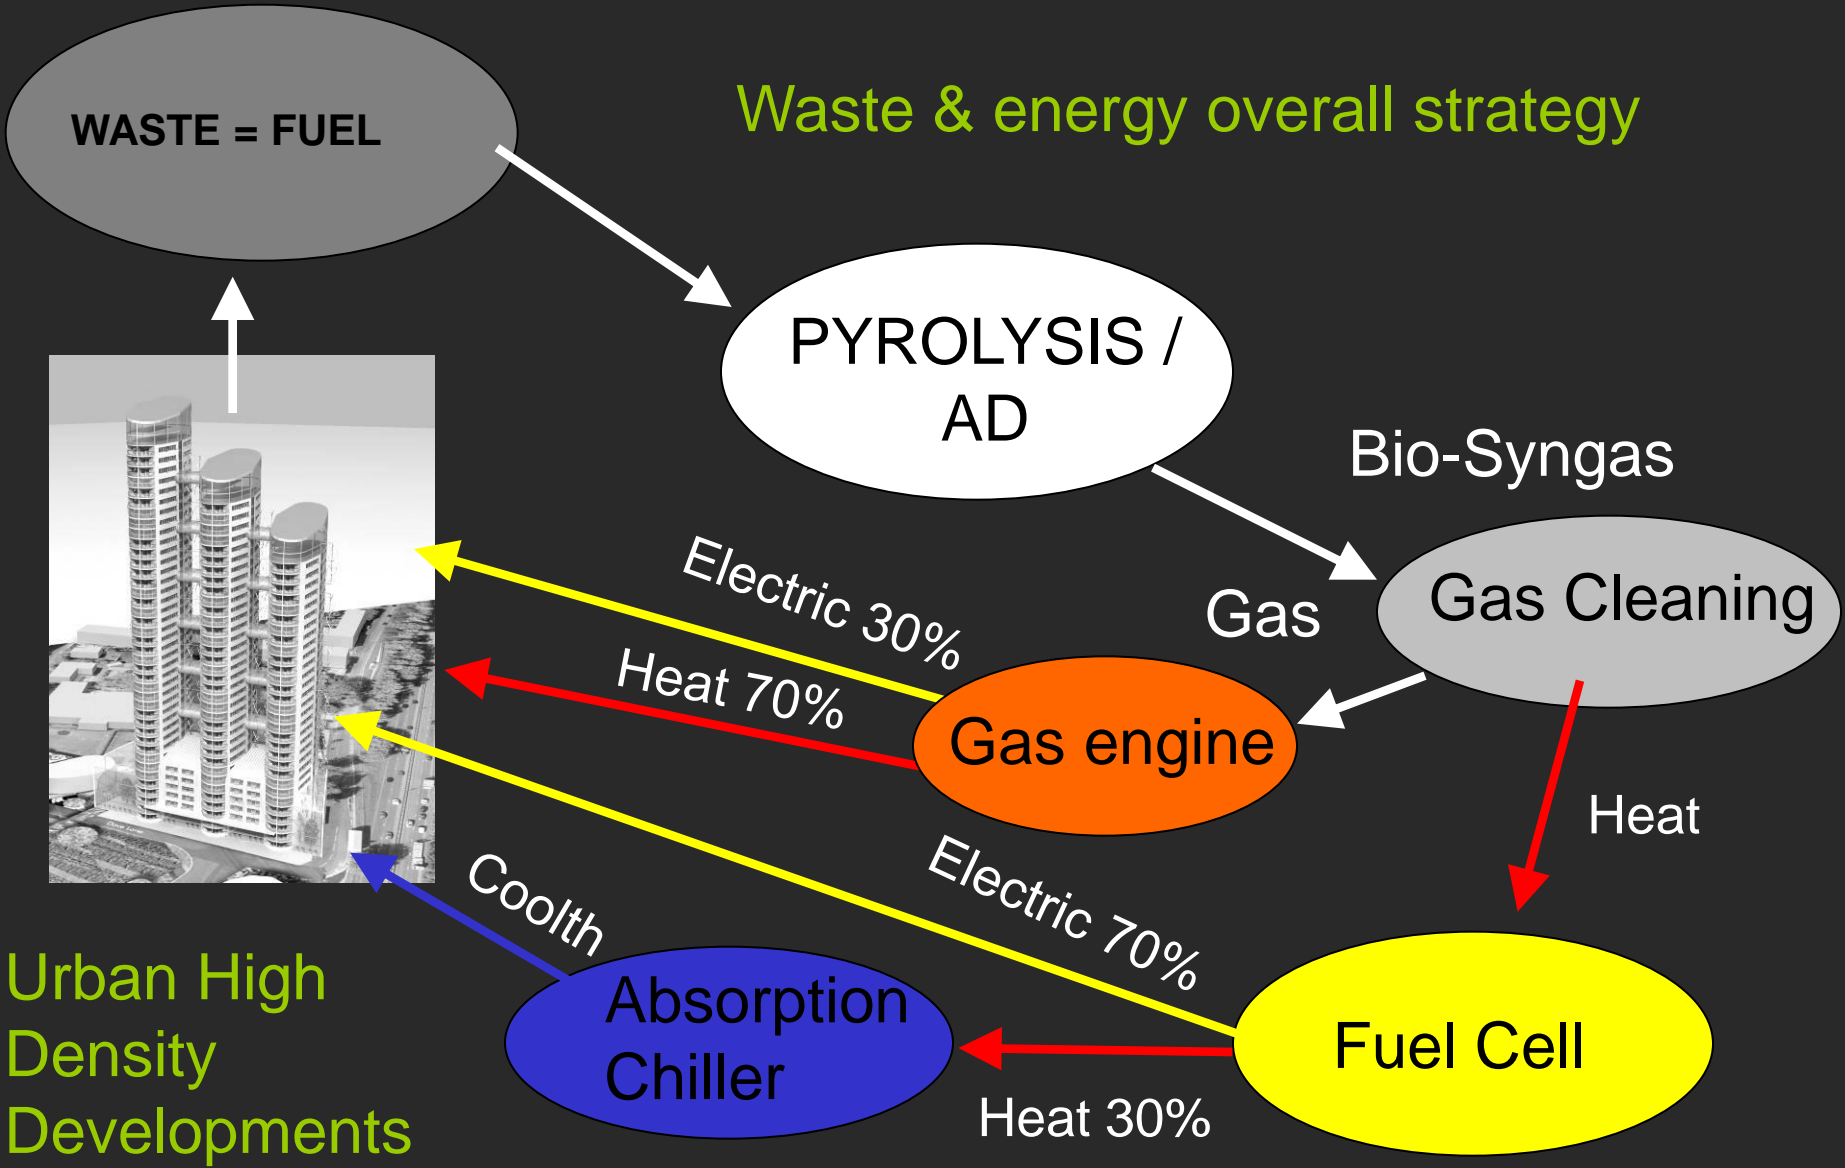 WASTE = FUEL
Waste & energy overall strategy
PYROLYSIS /
AD
Bio-Syngas
Gas Cleaning
Gas
Electric 30%
Heat 70%
Gas engine
Heat
Electric 70%
Coolth
Absorption
Chiller
Fuel Cell
Heat 30%
Urban High
Density
Developments